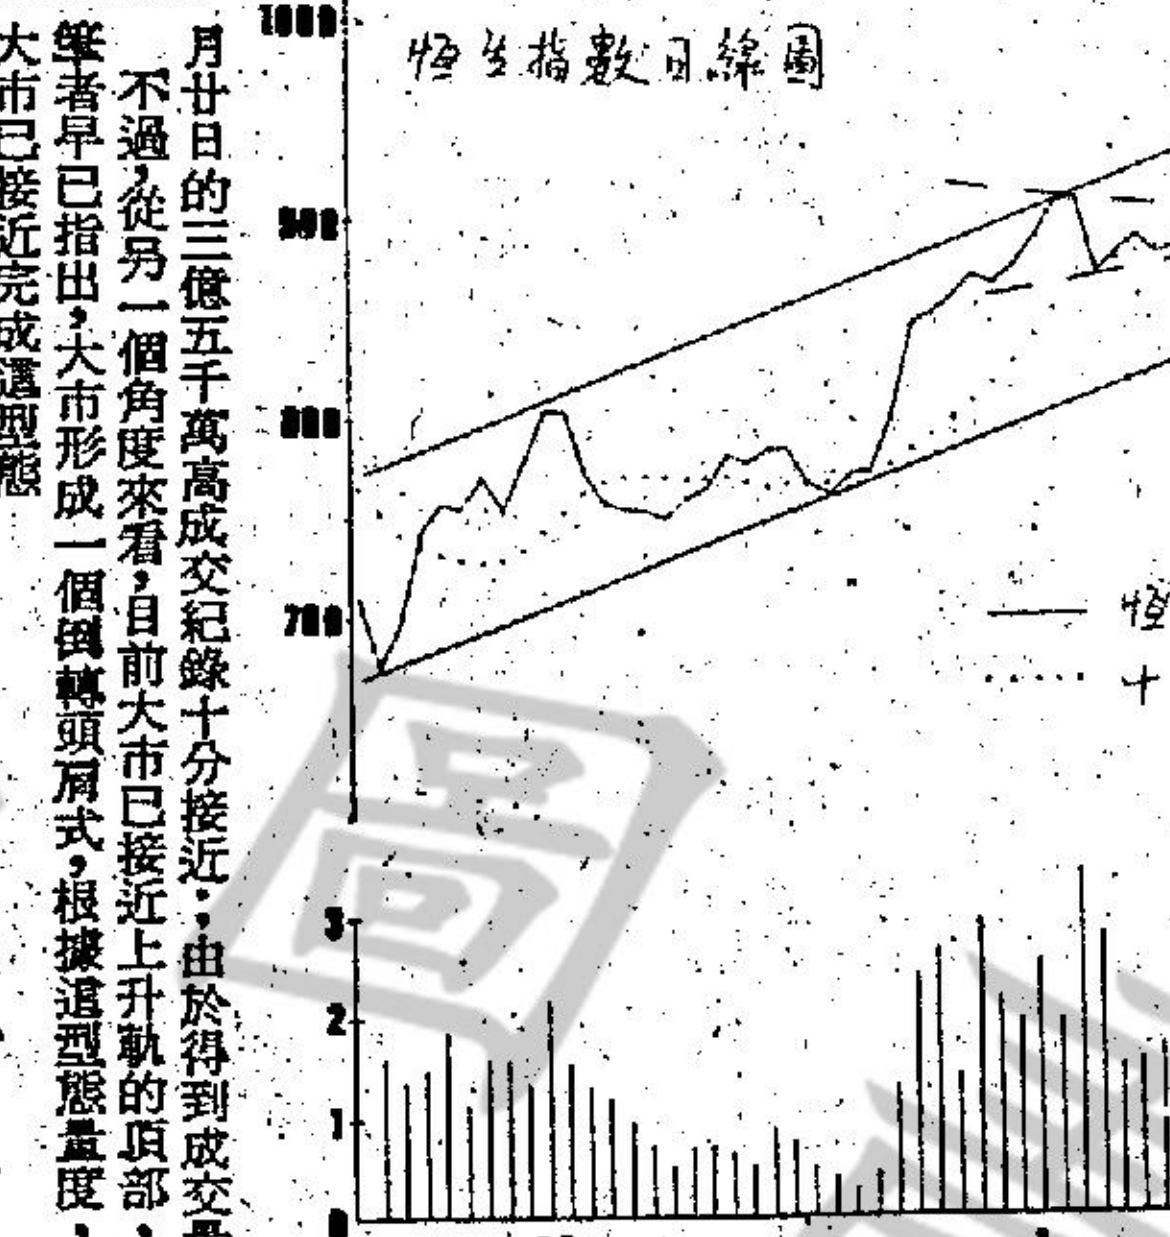 月廿日的三億五千萬高成交紀錄十分接近;由於得到成交
不過,從另一個角度來看,目前大市已接近上升軌的頂部,
筆者早已指出,大市形成一個倒轉頭肩式,根據這型態量度,
大市已接近完成這型態
恒生指數日線圖
1000
900
800
700
恒
十
3
2
1
0
圖